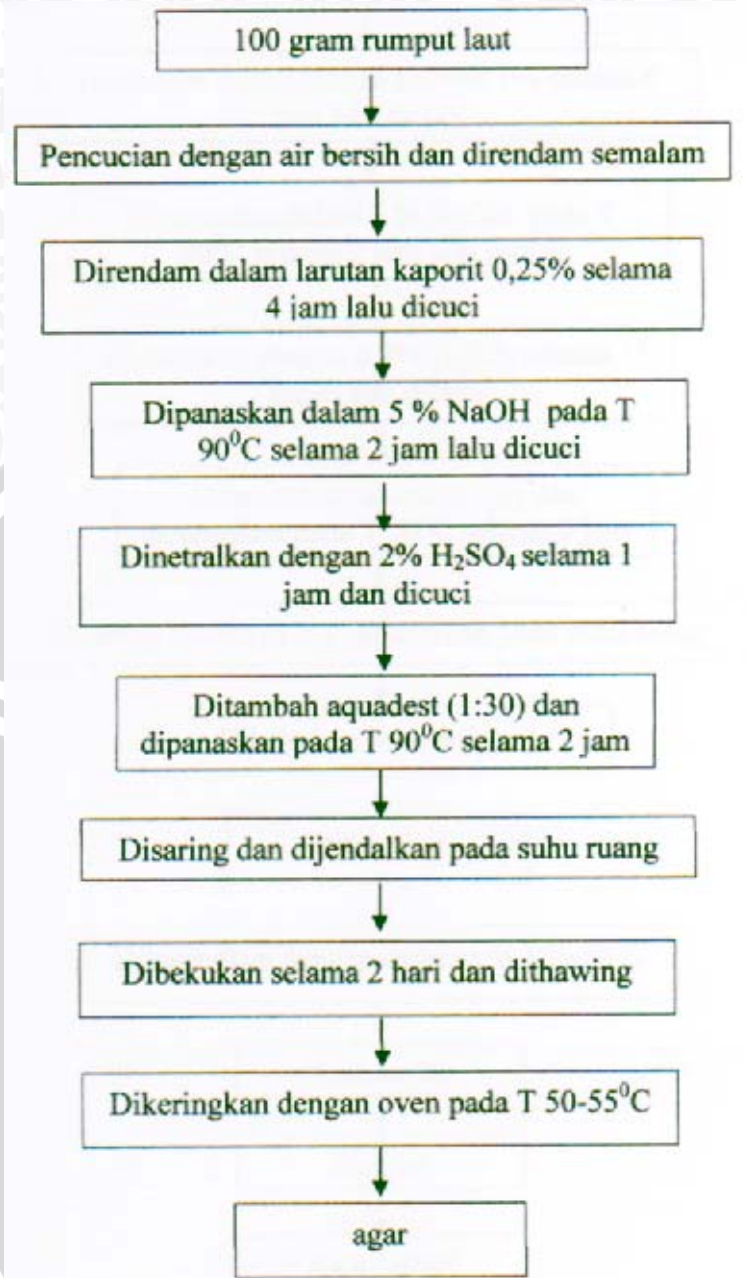 100 gram rumput laut
Pencucian dengan air bersih dan direndam semalam
Direndam dalam larutan kaporit 0,25% selama
4 jam lalu dicuci
Dipanaskan dalam 5 % NaOH pada T
90⁰C selama 2 jam lalu dicuci
Dinetralkan dengan 2% H₂SO₄ selama 1
jam dan dicuci
Ditambah aquadest (1:30) dan
dipanaskan pada T 90⁰C selama 2 jam
Disaring dan dijendalkan pada suhu ruang
Dibekukan selama 2 hari dan dithawing
Dikeringkan dengan oven pada T 50-55⁰C
agar